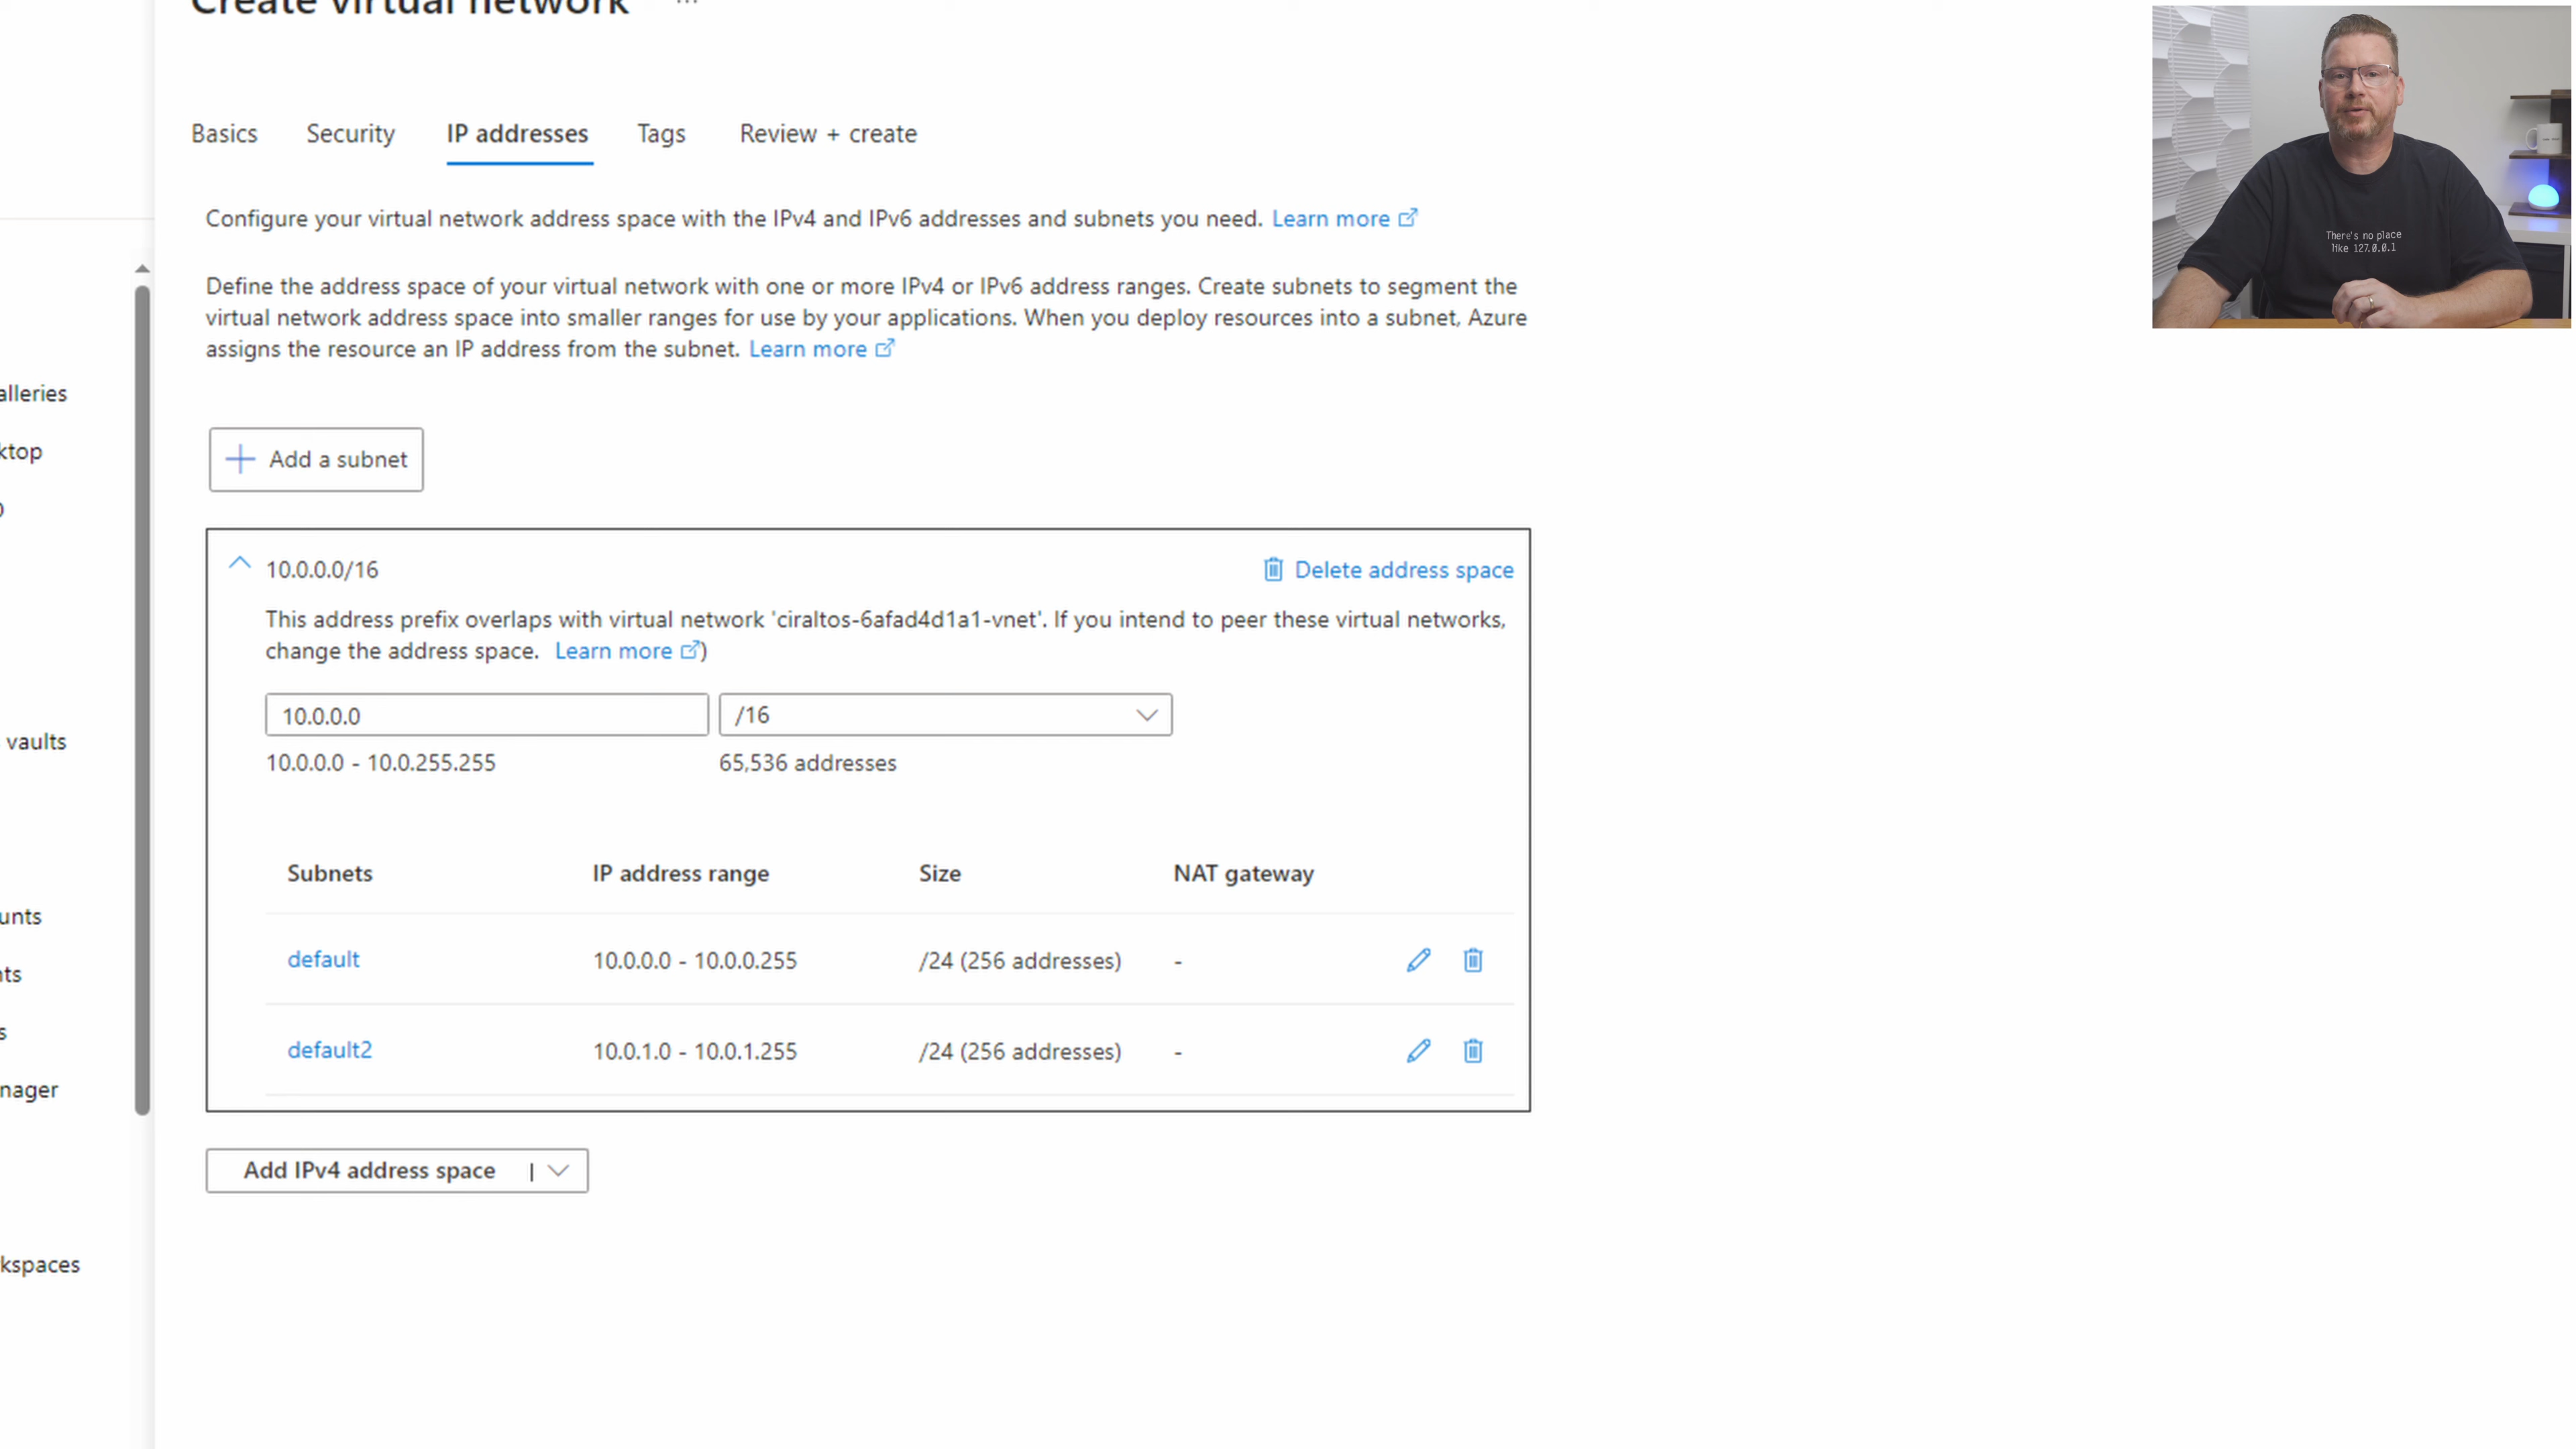 Create virtual network ...
Basics
Security
IP addresses
Tags
Review + create
Configure your virtual network address space with the IPv4 and IPv6 addresses and subnets you need. Learn more
Define the address space of your virtual network with one or more IPv4 or IPv6 address ranges. Create subnets to segment the
virtual network address space into smaller ranges for use by your applications. When you deploy resources into a subnet, Azure
assigns the resource an IP address from the subnet. Learn more
alleries
ktop
vaults
unts
nts
s
nager
kspaces
Add a subnet
10.0.0.0/16
Delete address space
This address prefix overlaps with virtual network 'ciraltos-6afad4d1a1-vnet'. If you intend to peer these virtual networks,
change the address space. Learn more )
10.0.0.0
/16
10.0.0.0 - 10.0.255.255
65,536 addresses
Subnets
IP address range
Size
NAT gateway
default
10.0.0.0 - 10.0.0.255
/24 (256 addresses)
-
default2
10.0.1.0 - 10.0.1.255
/24 (256 addresses)
-
Add IPv4 address space |
There's no place
like 127.0.0.1